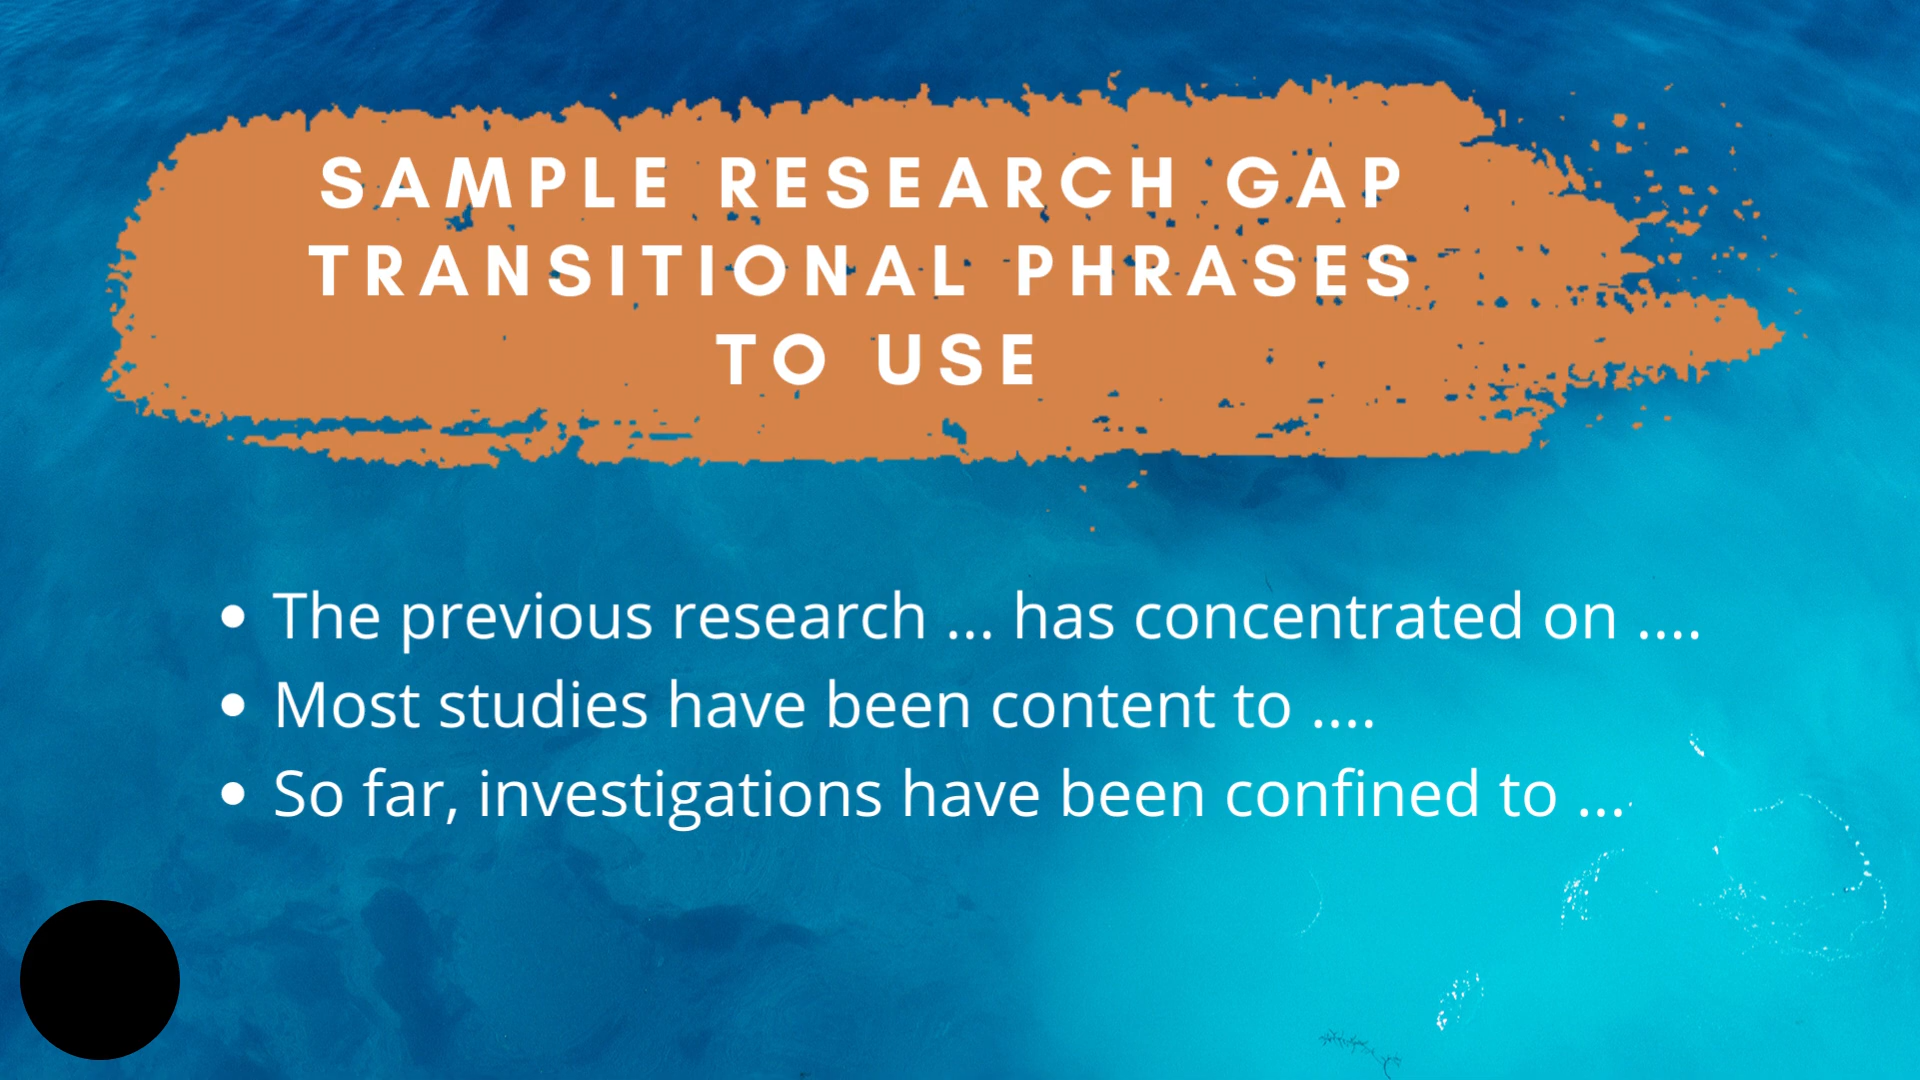 SAMPLE RESEARCH GAP
TRANSITIONAL PHRASES
TO USE
• The previous research ... has concentrated on ....
• Most studies have been content to ....
• So far, investigations have been confined to ...